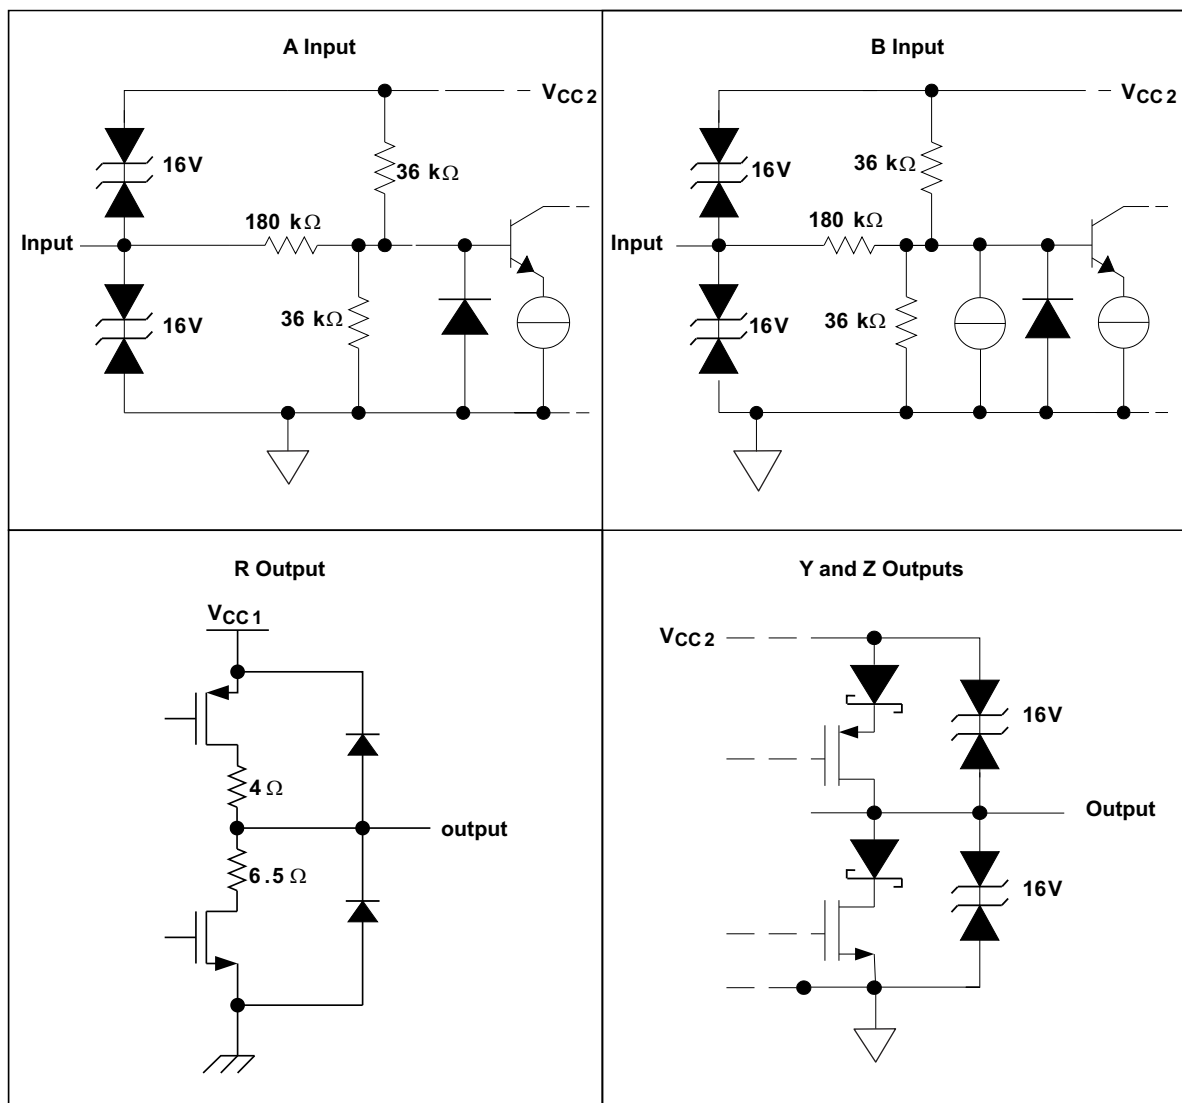 A Input
VCC2
16V
36 kΩ
180 kΩ
Input
36 kΩ
16V
B Input
VCC2
16V
36 kΩ
180 kΩ
Input
36 kΩ
16V
R Output
VCC1
4 Ω
output
6.5 Ω
Y and Z Outputs
VCC2
16V
Output
16V